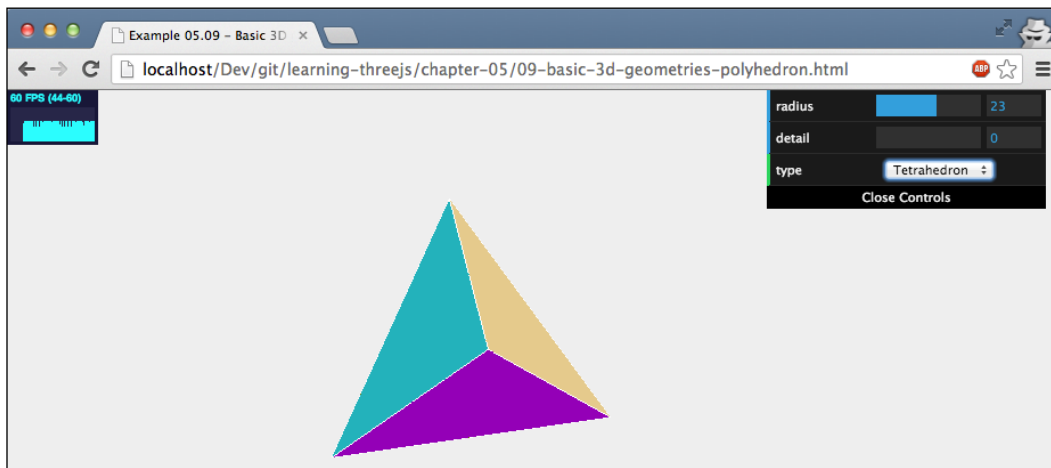 Example 05.09 – Basic 3D
localhost/Dev/git/learning-threejs/chapter-05/09-basic-3d-geometries-polyhedron.html
ABP
60 FPS (44-60)
radius 23
detail 0
type Tetrahedron
Close Controls